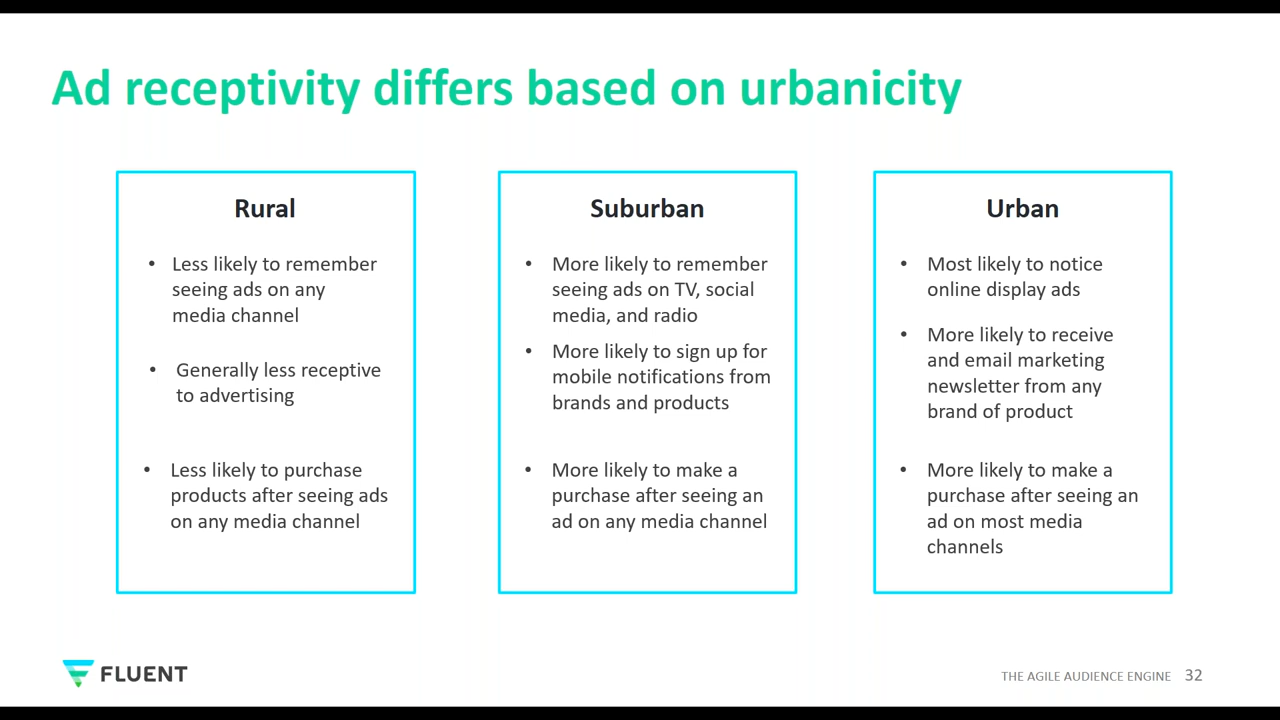 Ad receptivity differs based on urbanicity
Rural
• Less likely to remember
seeing ads on any
media channel
• Generally less receptive
to advertising
• Less likely to purchase
products after seeing ads
on any media channel
Suburban
• More likely to remember
seeing ads on TV, social
media, and radio
• More likely to sign up for
mobile notifications from
brands and products
• More likely to make a
purchase after seeing an
ad on any media channel
Urban
• Most likely to notice
online display ads
• More likely to receive
and email marketing
newsletter from any
brand of product
• More likely to make a
purchase after seeing an
ad on most media
channels
FLUENT
THE AGILE AUDIENCE ENGINE 32